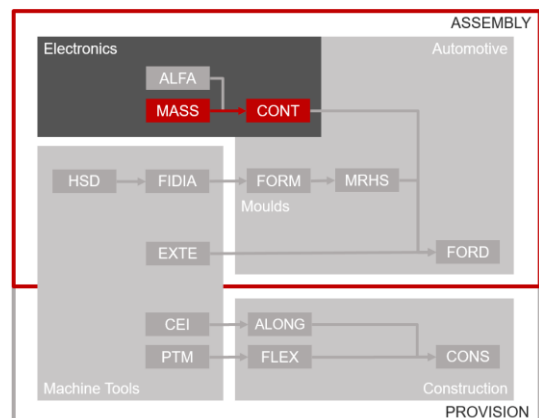 ASSEMBLY
Electronics
Automotive
ALFA
MASS
CONT
HSD
FIDIA
FORM
MRHS
Moulds
EXTE
FORD
CEI
ALONG
PTM
FLEX
CONS
Machine Tools
Construction
PROVISION